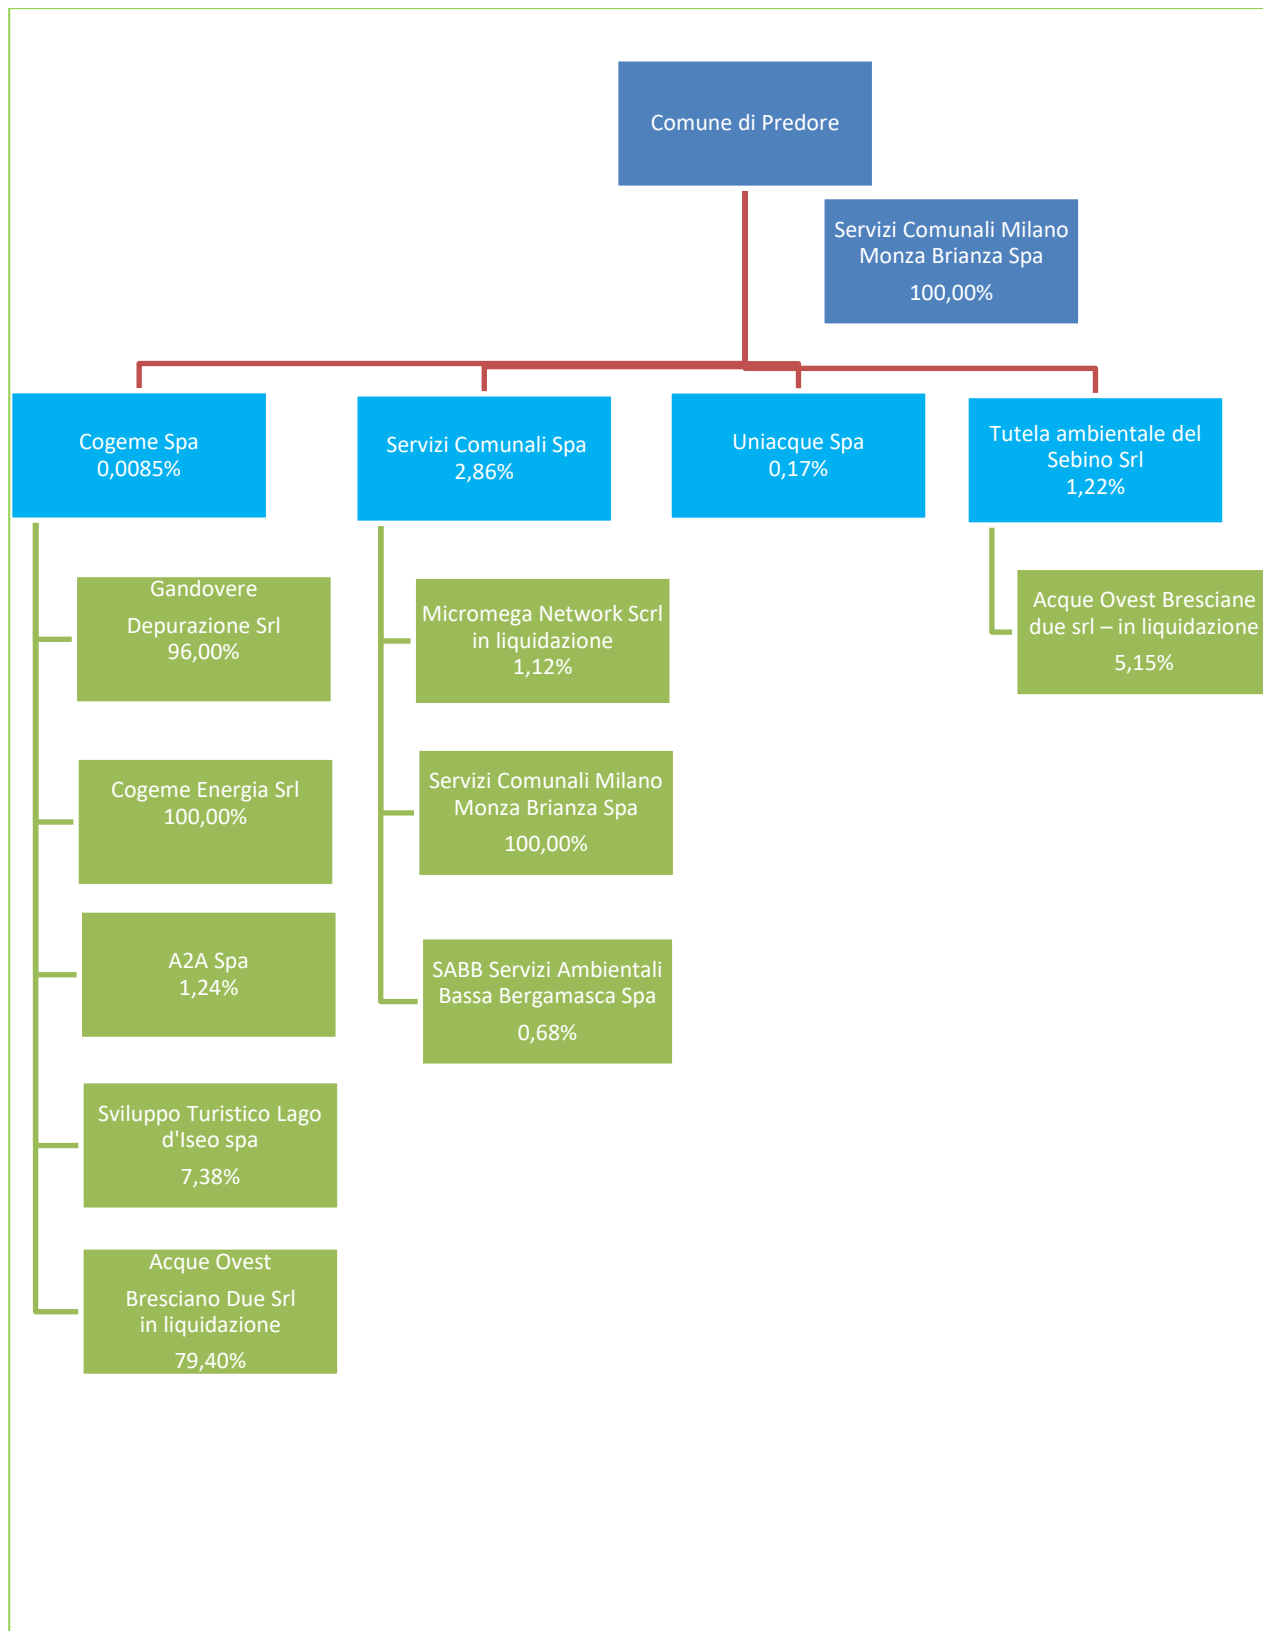 Comune di Predore
Servizi Comunali Milano
Monza Brianza Spa
100,00%
Cogeme Spa
0,0085%
Servizi Comunali Spa
2,86%
Uniacque Spa
0,17%
Tutela ambientale del
Sebino Srl
1,22%
Gandovere
Depurazione Srl
96,00%
Cogeme Energia Srl
100,00%
A2A Spa
1,24%
Sviluppo Turistico Lago
d'Iseo spa
7,38%
Acque Ovest
Bresciano Due Srl
in liquidazione
79,40%
Micromega Network Scrl
in liquidazione
1,12%
Servizi Comunali Milano
Monza Brianza Spa
100,00%
SABB Servizi Ambientali
Bassa Bergamasca Spa
0,68%
Acque Ovest Bresciane
due srl – in liquidazione
5,15%